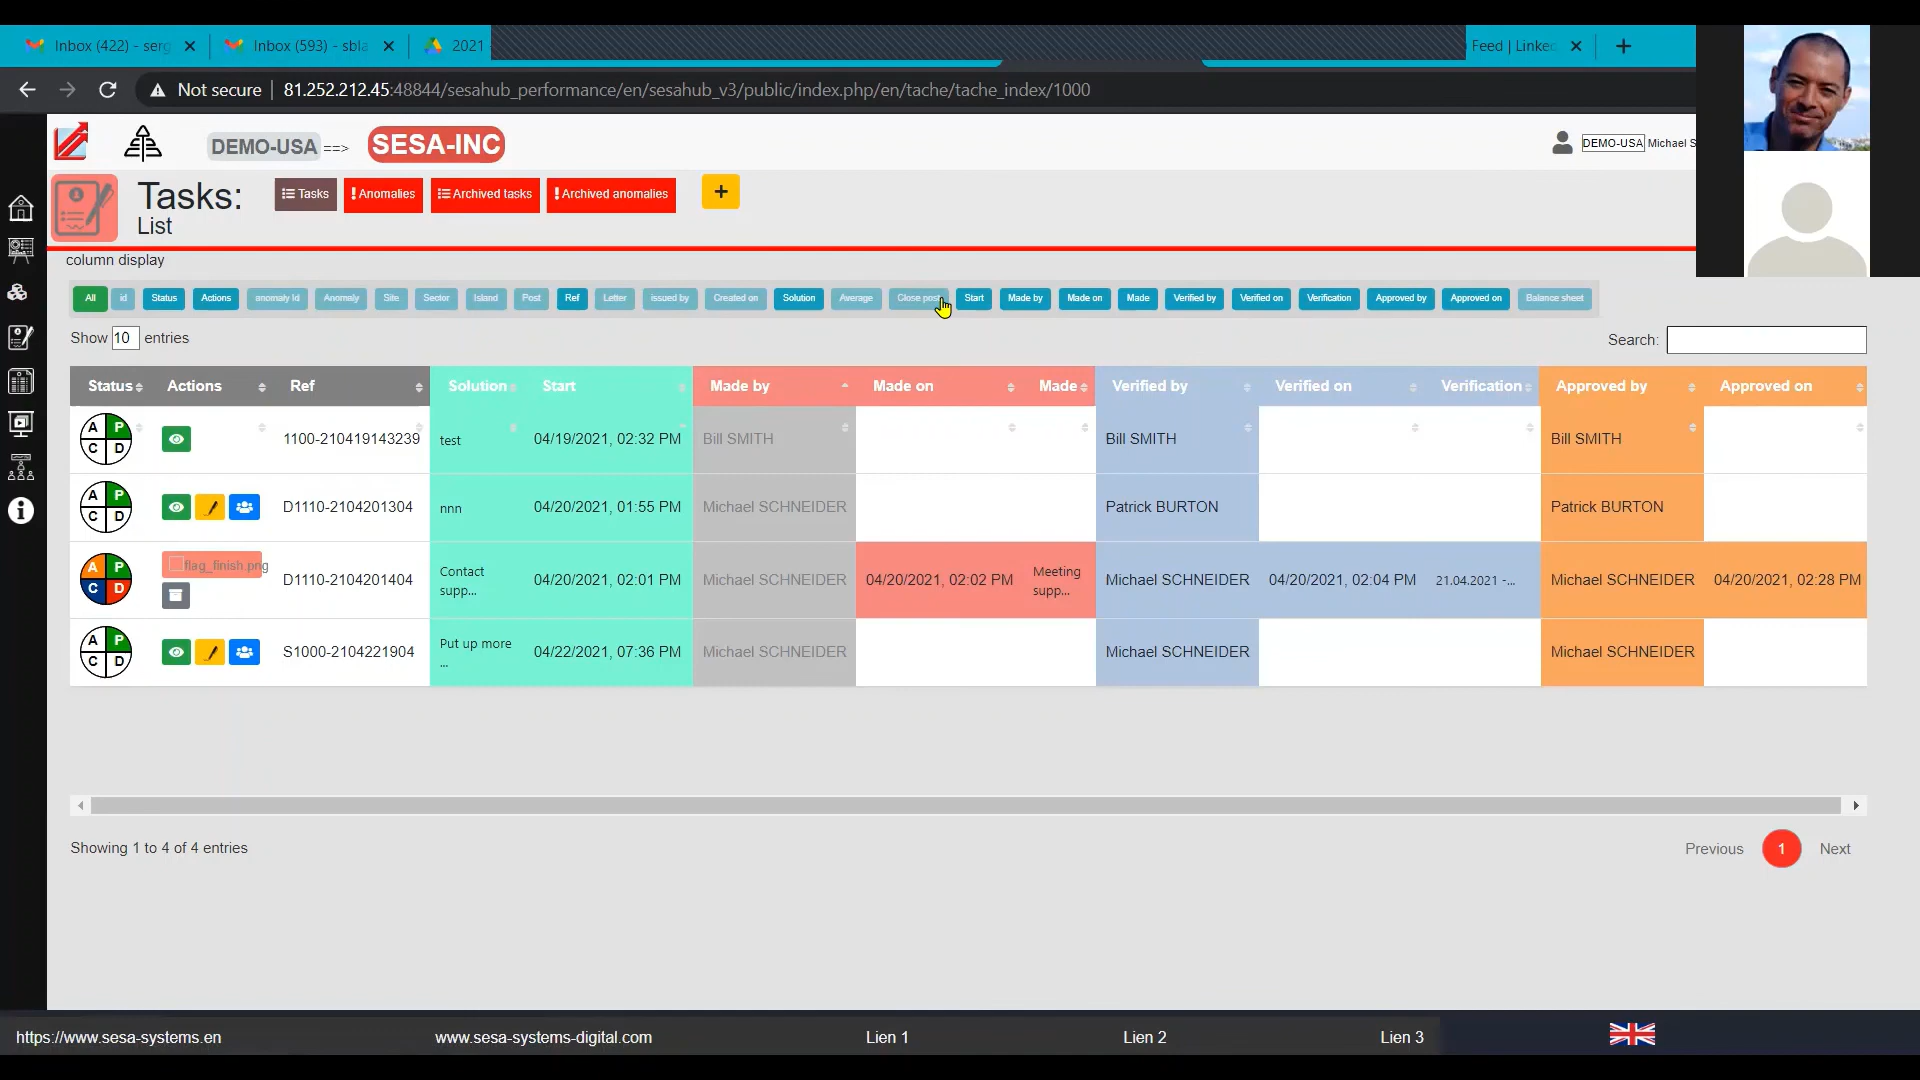 Inbox (422) - serg
Inbox (593) - sbla
2021
Feed | Linke
Not secure
81.252.212.45:48844/sesahub_performance/en/sesahub_v3/public/index.php/en/tache/tache_index/1000
DEMO-USA ==> SESA-INC
DEMO-USA Michael S
Tasks:
List
Tasks
Anomalies
Archived tasks
Archived anomalies
+
column display
All id Status Actions anomaly Id Anomaly Site Sector Island Post Ref Letter issued by Created on Solution Average Close post Start Made by Made on Made Verified by Verified on Verification Approved by Approved on Balance sheet
Show 10 entries
Search:
Status Actions Ref Solution Start Made by Made on Made Verified by Verified on Verification Approved by Approved on
A P
C D
1100-210419143239 test 04/19/2021, 02:32 PM Bill SMITH Bill SMITH Bill SMITH
A P
C D
D1110-2104201304 nnn 04/20/2021, 01:55 PM Michael SCHNEIDER Patrick BURTON Patrick BURTON
A P
C D
flag_finish.png
D1110-2104201404 Contact supp... 04/20/2021, 02:01 PM Michael SCHNEIDER 04/20/2021, 02:02 PM Meeting supp... Michael SCHNEIDER 04/20/2021, 02:04 PM 21.04.2021 -... Michael SCHNEIDER 04/20/2021, 02:28 PM
A P
C D
S1000-2104221904 Put up more ... 04/22/2021, 07:36 PM Michael SCHNEIDER Michael SCHNEIDER Michael SCHNEIDER
Showing 1 to 4 of 4 entries
Previous 1 Next
https://www.sesa-systems.en
www.sesa-systems-digital.com
Lien 1
Lien 2
Lien 3